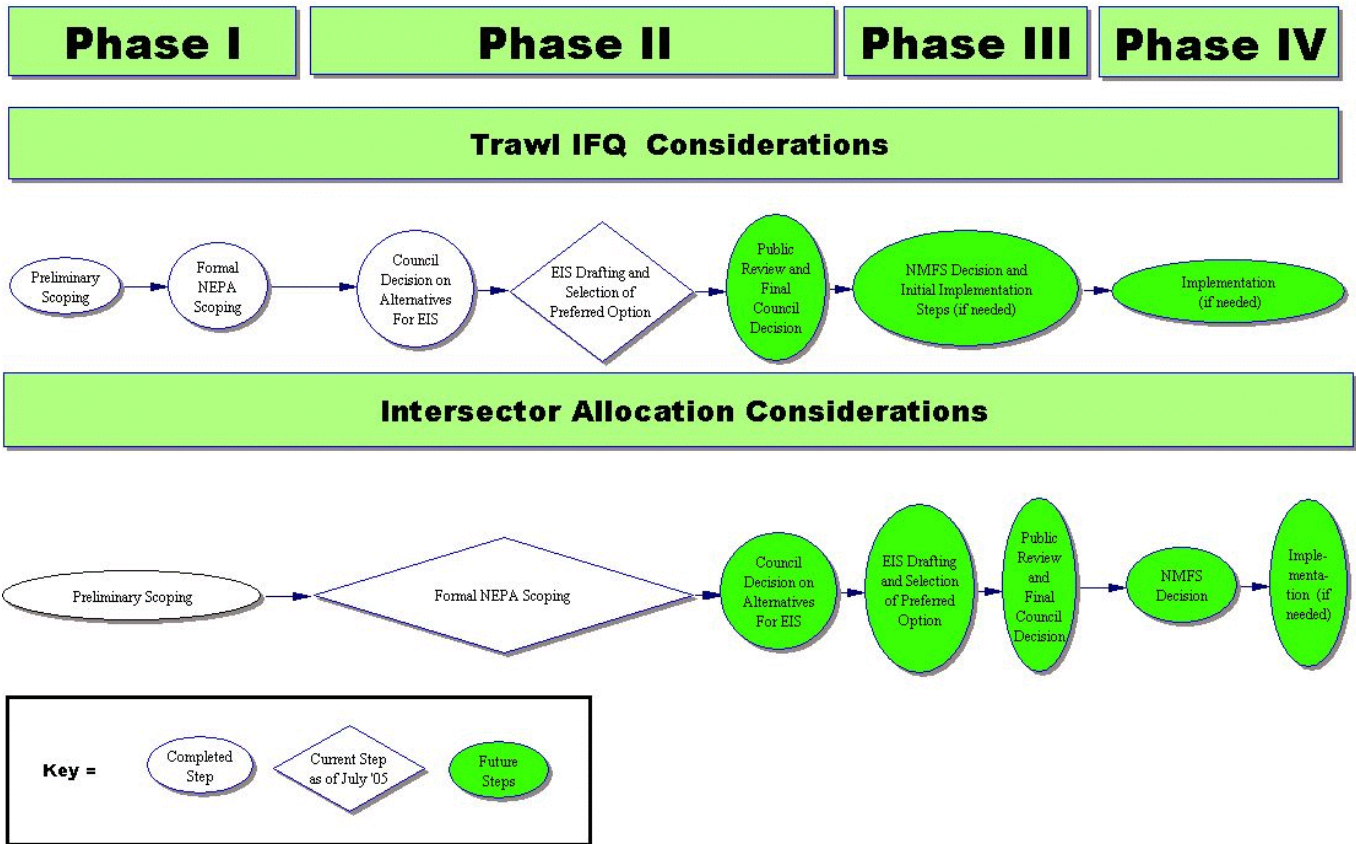 Phase I
Phase II
Phase III
Phase IV
Trawl IFQ Considerations
Preliminary
Scoping
Formal
NEPA
Scoping
Council
Decision on
Alternatives
For EIS
EIS Drafting and
Selection of
Preferred Option
Public
Review and
Final
Council
Decision
NMFS Decision and
Initial Implementation
Steps (if needed)
Implementation
(if needed)
Intersector Allocation Considerations
Preliminary Scoping
Formal NEPA Scoping
Council
Decision on
Alternatives
For EIS
EIS Drafting
and Selection
of Preferred
Option
Public
Review
and
Final
Council
Decision
NMFS
Decision
Imple-
menta-
tion (if
needed)
Key =
Completed
Step
Current Step
as of July '05
Future
Steps